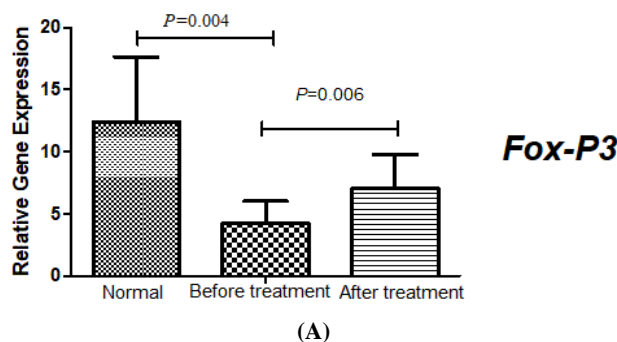 P=0.004
P=0.006
Fox-P3
Relative Gene Expression
20
15
10
5
0
Normal
Before treatment
After treatment
(A)